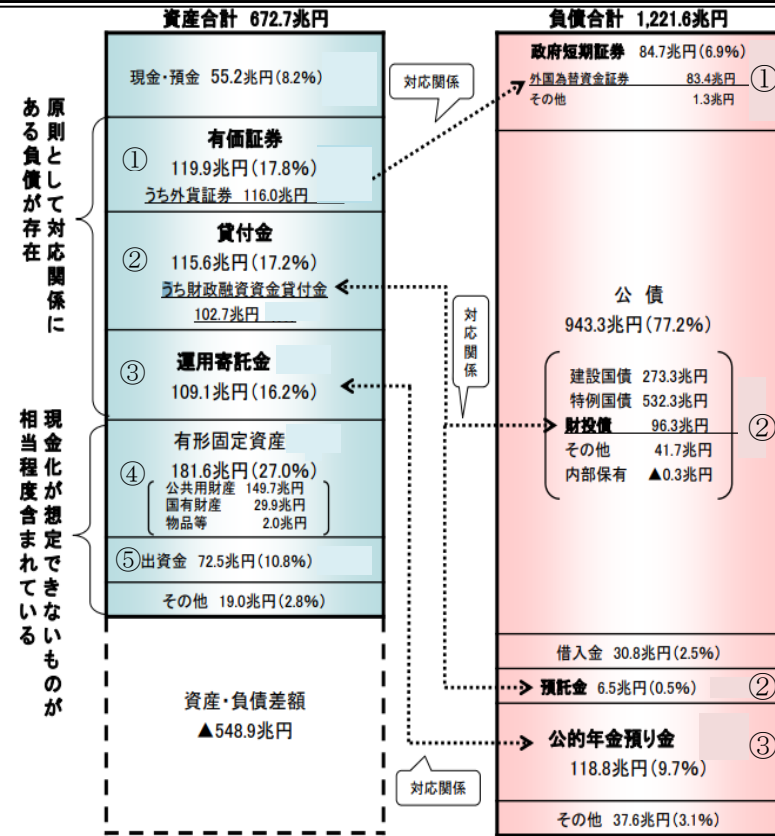 資産合計 672.7兆円
現金・預金 55.2兆円(8.2%)
原則として対応関係に
ある負債が存在
①
有価証券
119.9兆円(17.8%)
うち外貨証券 116.0兆円
②
貸付金
115.6兆円(17.2%)
うち財政融資資金貸付金
102.7兆円
③
運用寄託金
109.1兆円(16.2%)
現金化が想定できないものが
相当程度含まれている
④
有形固定資産
181.6兆円(27.0%)
公共用財産 149.7兆円
国有財産 29.9兆円
物品等 2.0兆円
⑤出資金 72.5兆円(10.8%)
その他 19.0兆円(2.8%)
資産・負債差額
▲548.9兆円
対応関係
対応関係
対応関係
負債合計 1,221.6兆円
政府短期証券 84.7兆円(6.9%)
外国為替資金証券 83.4兆円
①
その他 1.3兆円
公 債
943.3兆円(77.2%)
建設国債 273.3兆円
特例国債 532.3兆円
財投債 96.3兆円
②
その他 41.7兆円
内部保有 ▲0.3兆円
借入金 30.8兆円(2.5%)
預託金 6.5兆円(0.5%)
②
公的年金預り金
③
118.8兆円(9.7%)
その他 37.6兆円(3.1%)